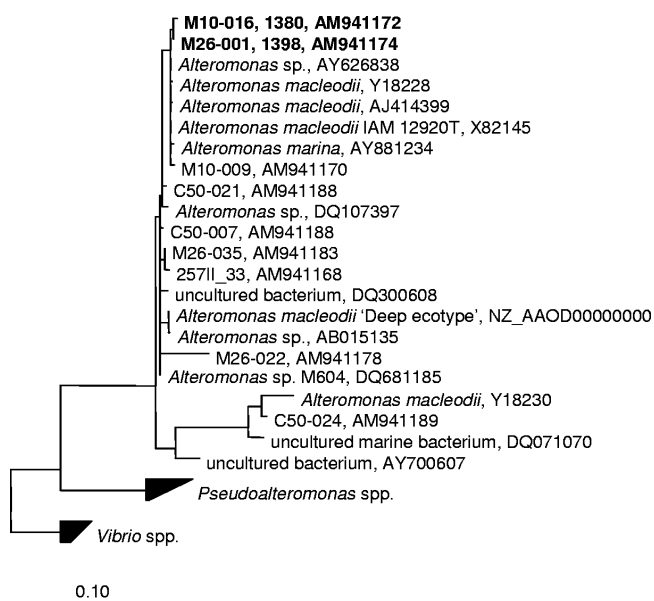 M10-016, 1380, AM941172
M26-001, 1398, AM941174
Alteromonas sp., AY626838
Alteromonas macleodii, Y18228
Alteromonas macleodii, AJ414399
Alteromonas macleodii IAM 12920T, X82145
Alteromonas marina, AY881234
M10-009, AM941170
C50-021, AM941188
Alteromonas sp., DQ107397
C50-007, AM941188
M26-035, AM941183
257II_33, AM941168
uncultured bacterium, DQ300608
Alteromonas macleodii ‘Deep ecotype’, NZ_AAOD00000000
Alteromonas sp., AB015135
M26-022, AM941178
Alteromonas sp. M604, DQ681185
Alteromonas macleodii, Y18230
C50-024, AM941189
uncultured marine bacterium, DQ071070
uncultured bacterium, AY700607
Pseudoalteromonas spp.
Vibrio spp.
0.10